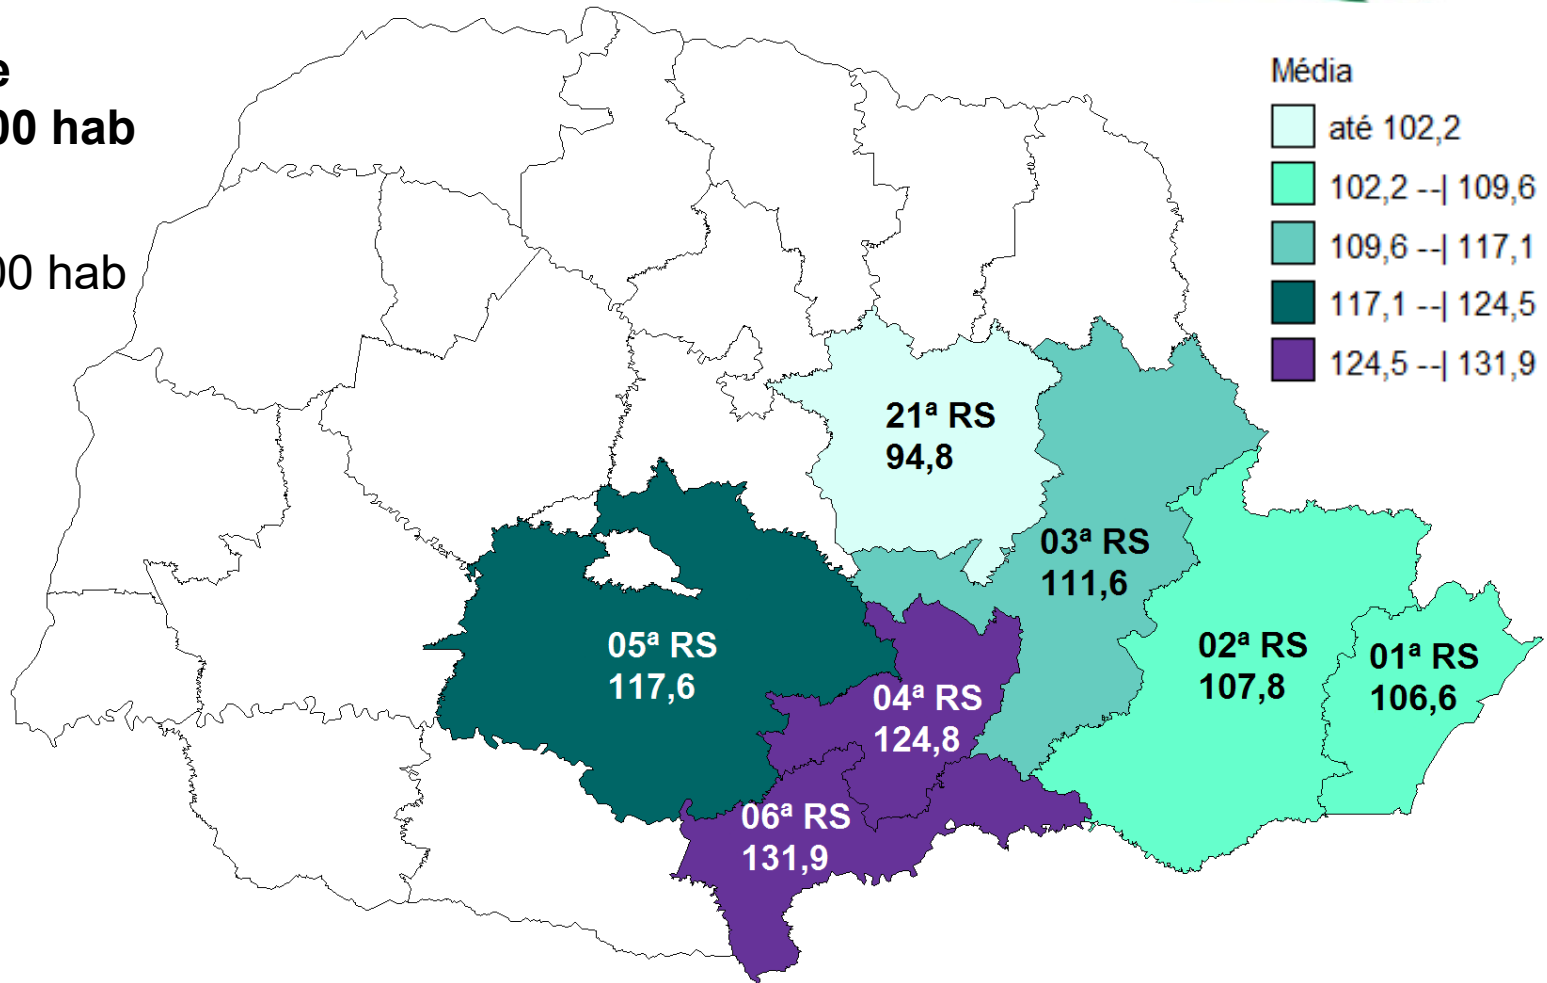 e
00 hab
00 hab
Média
até 102,2
102,2 --| 109,6
109,6 --| 117,1
117,1 --| 124,5
124,5 --| 131,9
21ª RS
94,8
03ª RS
111,6
05ª RS
117,6
02ª RS
107,8
01ª RS
106,6
04ª RS
124,8
06ª RS
131,9